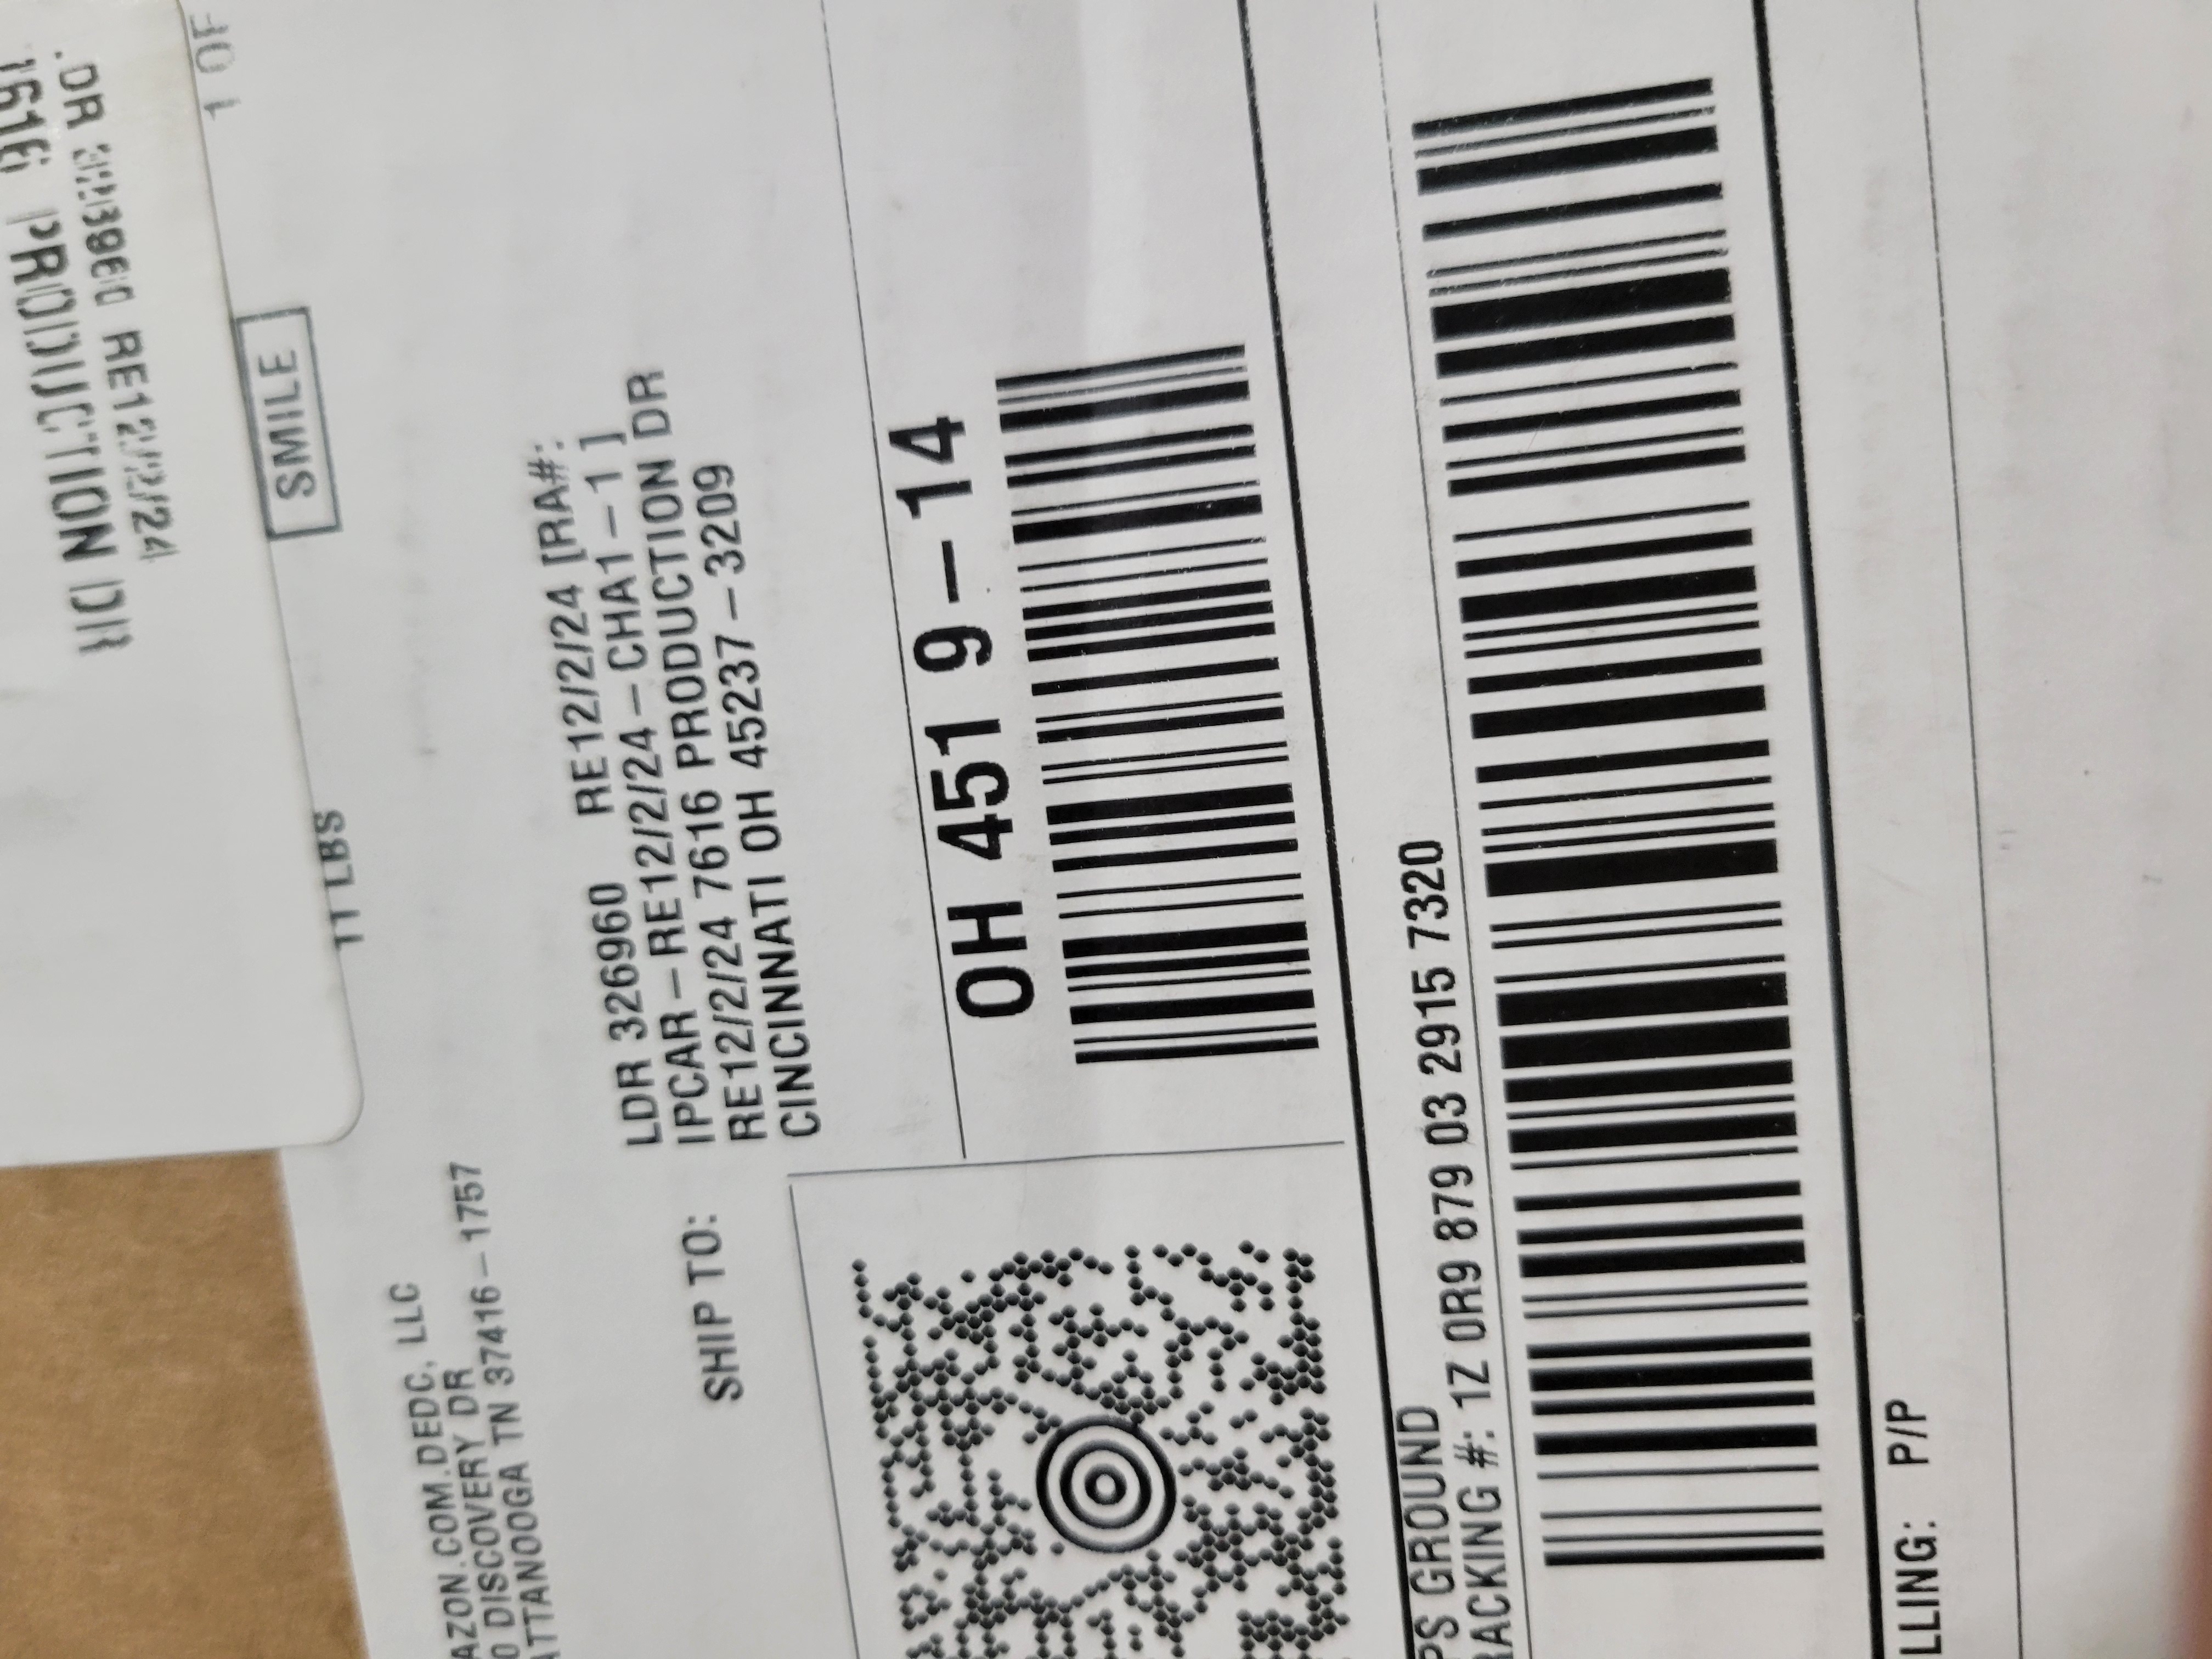 DR
PRODUCTION DR
RE12/2/24
1 OF
SMILE
11 LBS
AZON.COM.DEDC, LLC
0 DISCOVERY DR
ATTANOOGA TN 37416-1757
SHIP TO:
LDR 326960 RE12/2/24 [RA#:
IPCAR-RE12/2/24-CHA1-1 ]
RE12/2/24 7616 PRODUCTION DR
CINCINNATI OH 45237-3209
OH 451 9-14
PS GROUND
RACKING #: 1Z 0R9 879 03 2915 7320
LLING: P/P